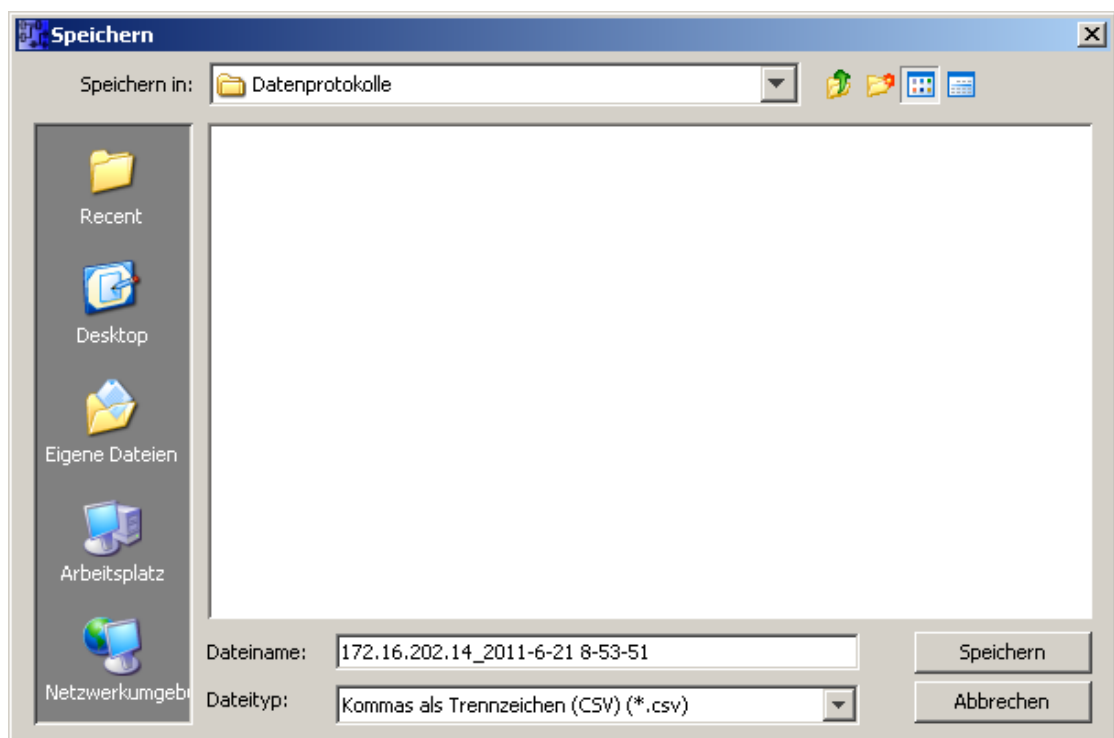 Speichern
Speichern in: Datenprotokolle
Recent
Desktop
Eigene Dateien
Arbeitsplatz
Netzwerkumgebu
Dateiname: 172.16.202.14_2011-6-21 8-53-51 Speichern
Dateityp: Kommas als Trennzeichen (CSV) (*.csv) Abbrechen